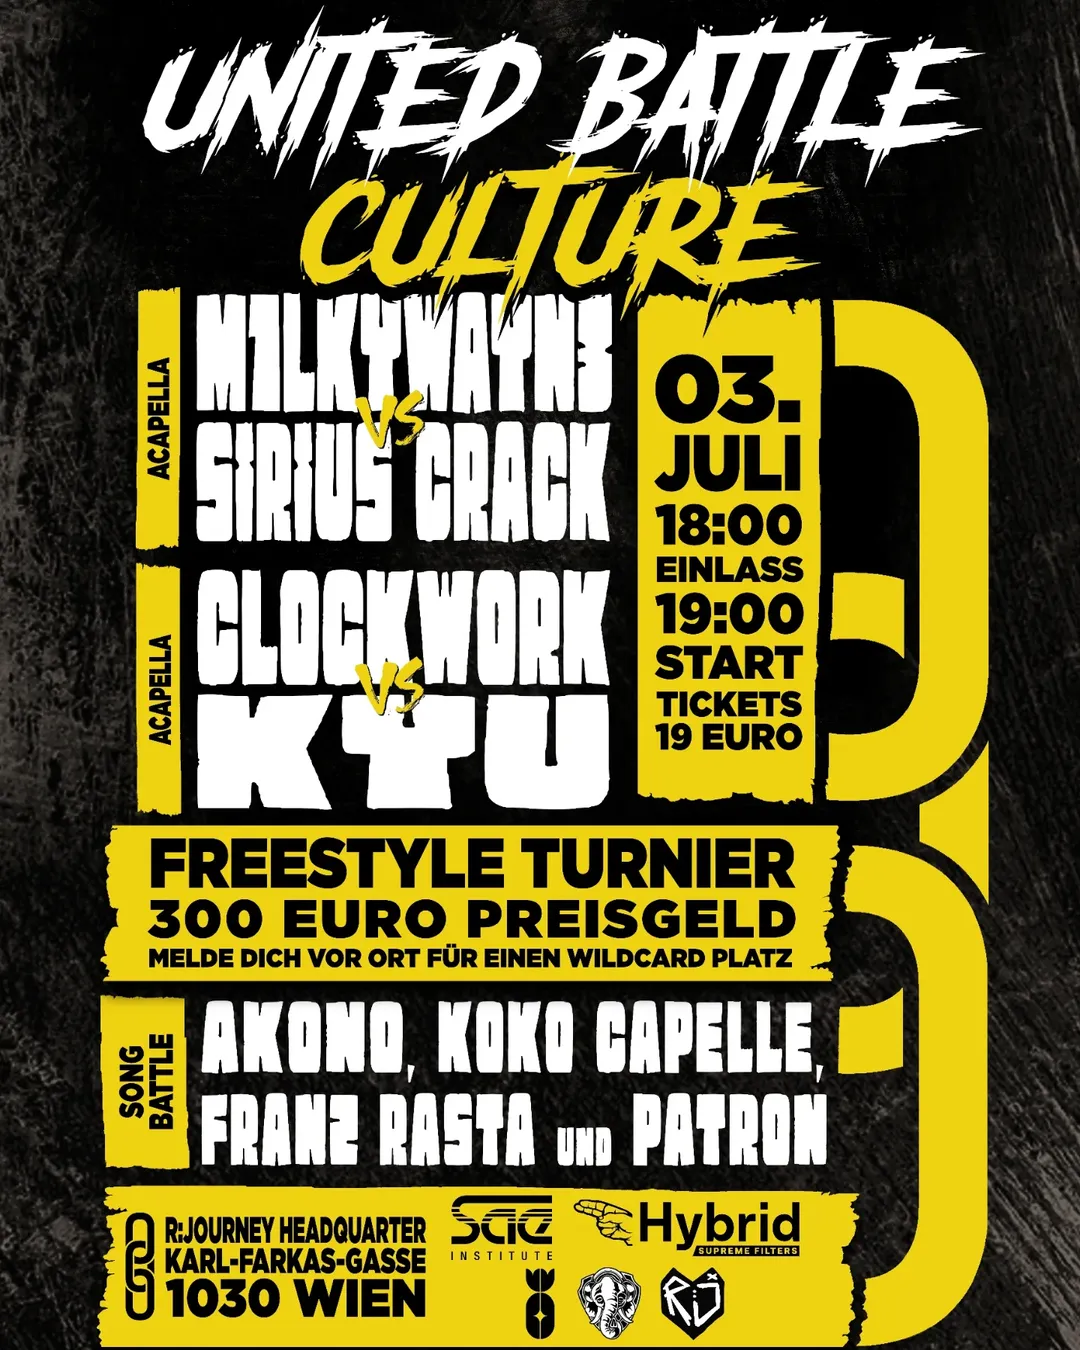 UNITED BATTLE
CULTURE
ACAPELLA
M1LKYWAYN3
VS
SIRIUS CRACK
ACAPELLA
CLOCKWORK
VS
KYU
03.
JULI
18:00
EINLASS
19:00
START
TICKETS
19 EURO
FREESTYLE TURNIER
300 EURO PREISGELD
MELDE DICH VOR ORT FÜR EINEN WILDCARD PLATZ
SONG
BATTLE
AKONO, KOKO CAPELLE,
FRANZ RASTA UND PATRON
R:JOURNEY HEADQUARTER
KARL-FARKAS-GASSE
1030 WIEN
sae
INSTITUTE
Hybrid
SUPREME FILTERS
RJ